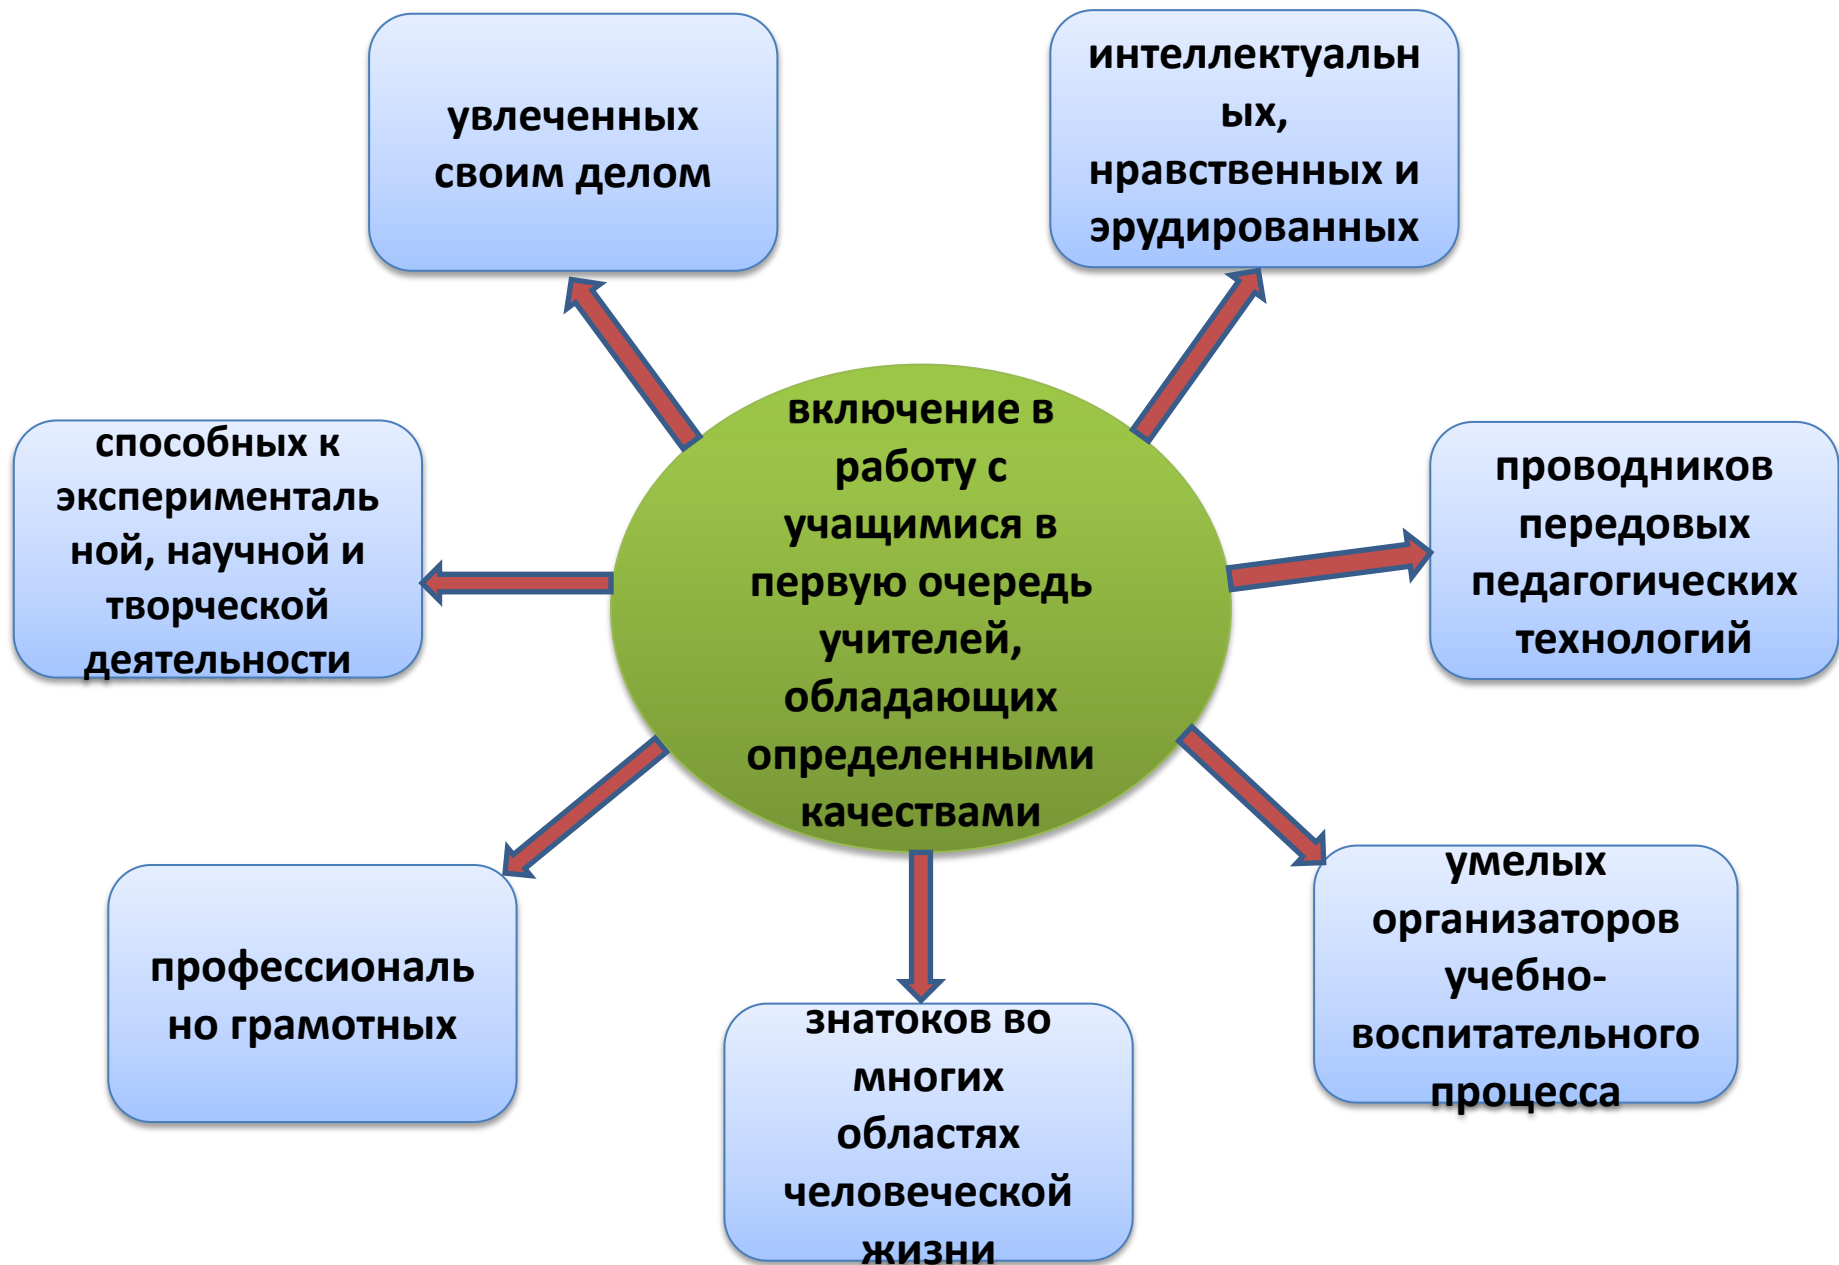 увлеченных
своим делом
интеллектуальн
ых,
нравственных и
эрудированных
способных к
эксперименталь
ной, научной и
творческой
деятельности
включение в
работу с
учащимися в
первую очередь
учителей,
обладающих
определенными
качествами
проводников
передовых
педагогических
технологий
профессиональ
но грамотных
знатоков во
многих
областях
человеческой
жизни
умелых
организаторов
учебно-
воспитательного
процесса